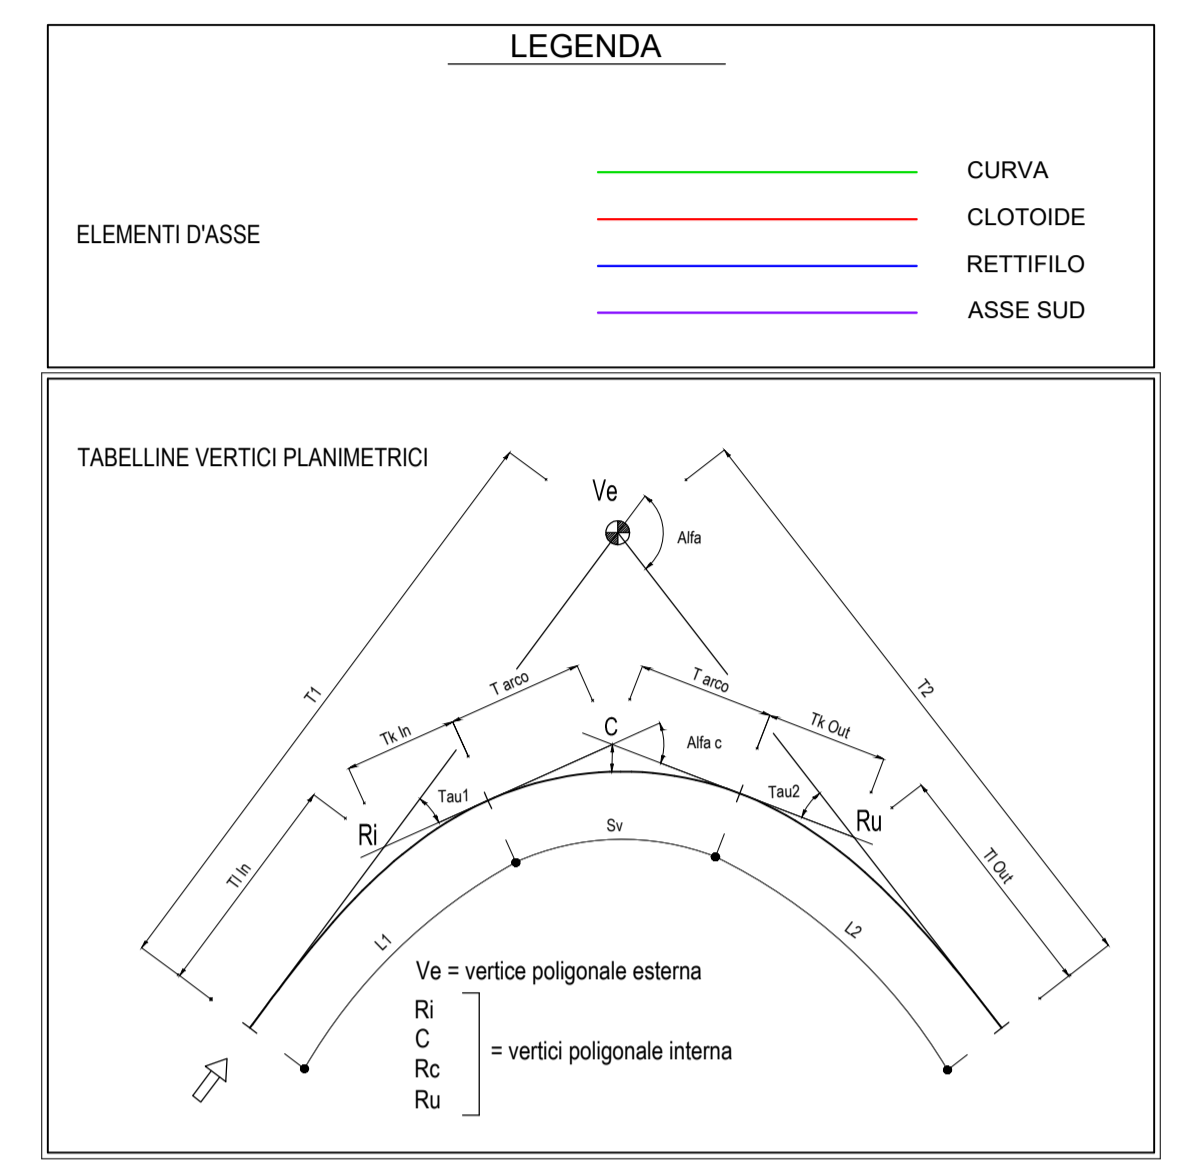 LEGENDA
ELEMENTI D'ASSE
CURVA
CLOTOIDE
RETTIFILO
ASSE SUD
TABELLINE VERTICI PLANIMETRICI
Ve
Alfa
T1
T2
T arco
T arco
Tk In
Tk Out
C
Alfa c
Tau1
Tau2
Ri
Ru
Sv
Tl In
Tl Out
L1
L2
Ve = vertice poligonale esterna
Ri
C
Rc
Ru
= vertici poligonale interna